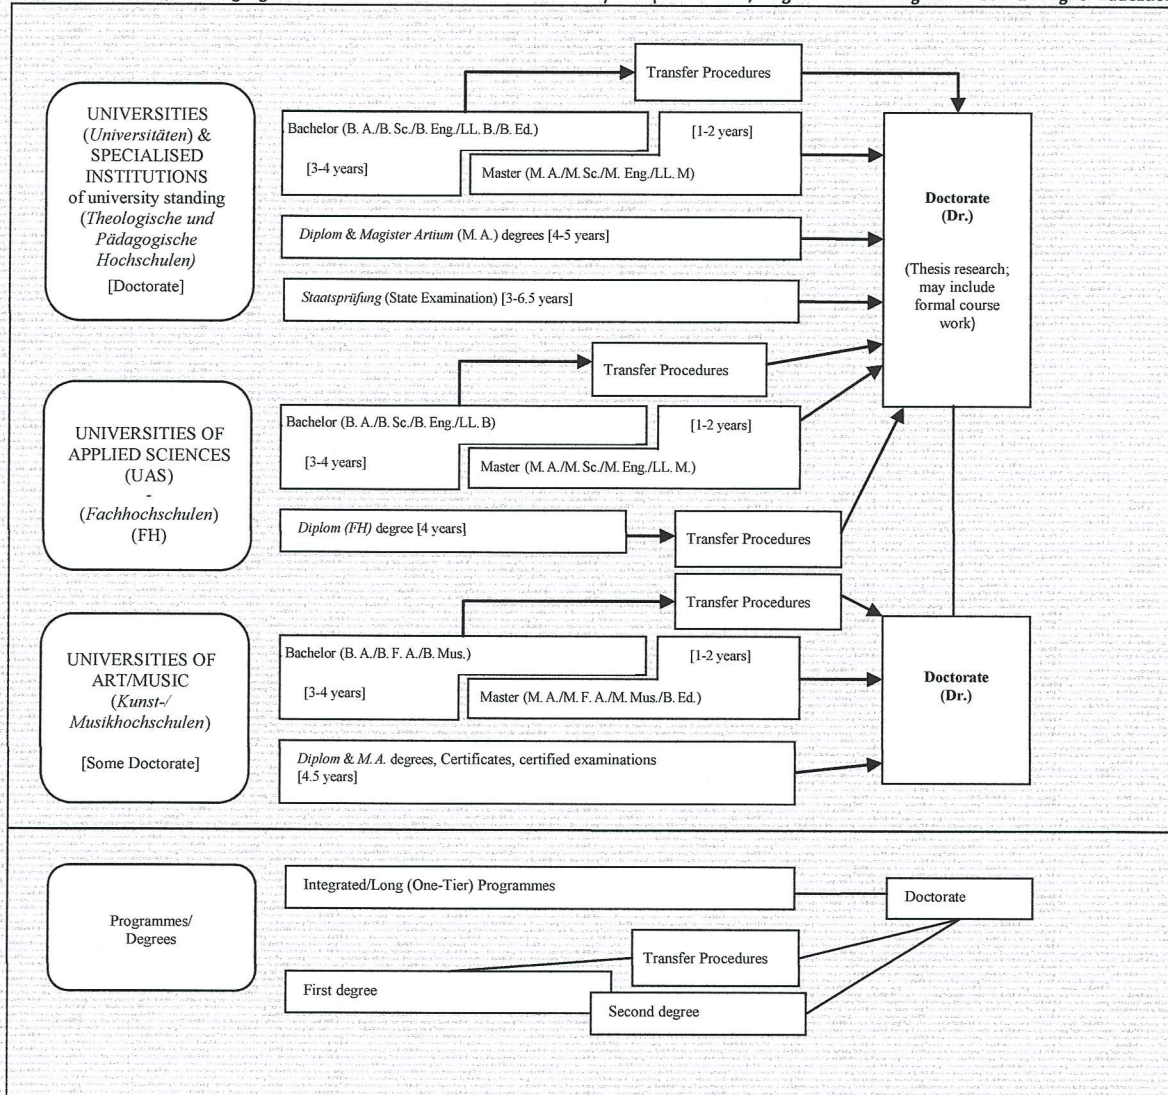 Transfer Procedures
UNIVERSITIES
(Universitäten) &
SPECIALISED
INSTITUTIONS
of university standing
(Theologische und
Pädagogische
Hochschulen)
[Doctorate]
Bachelor (B. A./B. Sc./B. Eng./LL. B./B. Ed.)
[1-2 years]
[3-4 years]
Master (M. A./M. Sc./M. Eng./LL. M)
Diplom & Magister Artium (M. A.) degrees [4-5 years]
Staatsprüfung (State Examination) [3-6.5 years]
Doctorate
(Dr.)
(Thesis research;
may include
formal course
work)
Transfer Procedures
UNIVERSITIES OF
APPLIED SCIENCES
(UAS)
-
(Fachhochschulen)
(FH)
Bachelor (B. A./B. Sc./B. Eng./LL. B)
[1-2 years]
[3-4 years]
Master (M. A./M. Sc./M. Eng./LL. M.)
Diplom (FH) degree [4 years]
Transfer Procedures
Transfer Procedures
UNIVERSITIES OF
ART/MUSIC
(Kunst-/
Musikhochschulen)
[Some Doctorate]
Bachelor (B. A./B. F. A./B. Mus.)
[1-2 years]
[3-4 years]
Master (M. A./M. F. A./M. Mus./B. Ed.)
Diplom & M. A. degrees, Certificates, certified examinations
[4.5 years]
Doctorate
(Dr.)
Programmes/
Degrees
Integrated/Long (One-Tier) Programmes
Doctorate
Transfer Procedures
First degree
Second degree